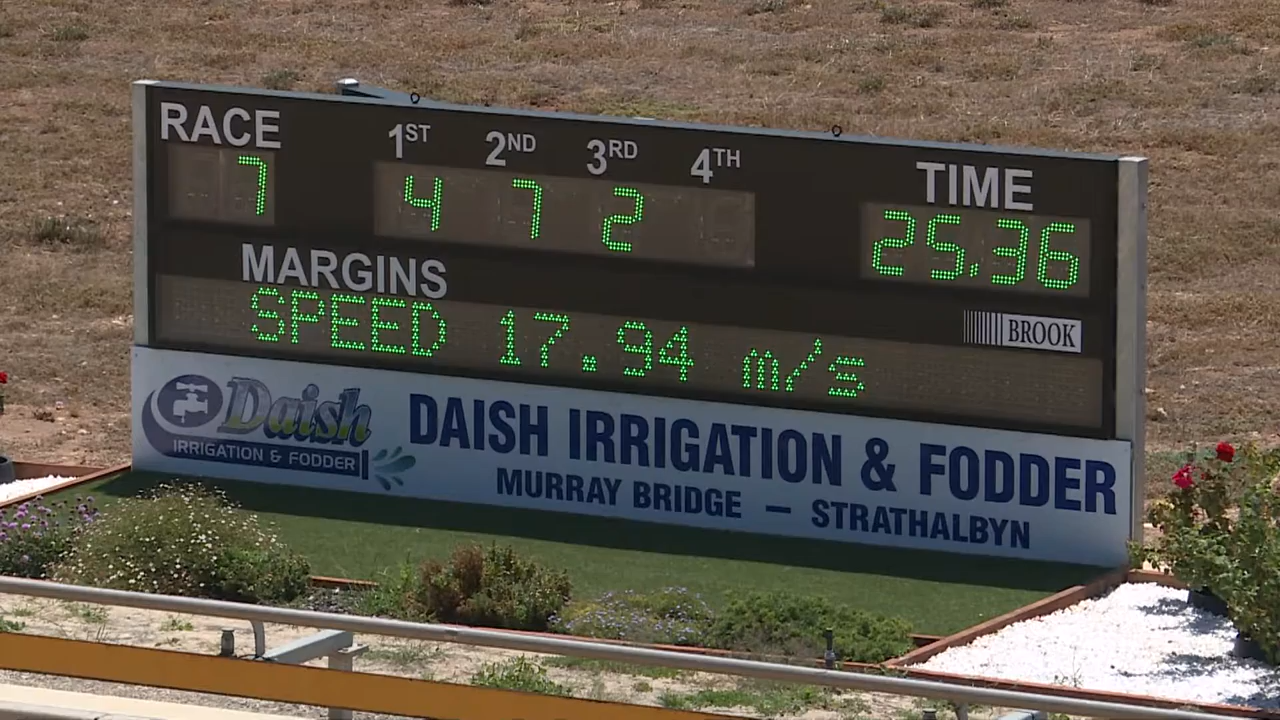 RACE 1ST 2ND 3RD 4TH TIME
7 4 7 2 25.36
MARGINS
BROOK
SPEED 17.94 m/s
Daish
IRRIGATION & FODDER
DAISH IRRIGATION & FODDER
MURRAY BRIDGE – STRATHALBYN